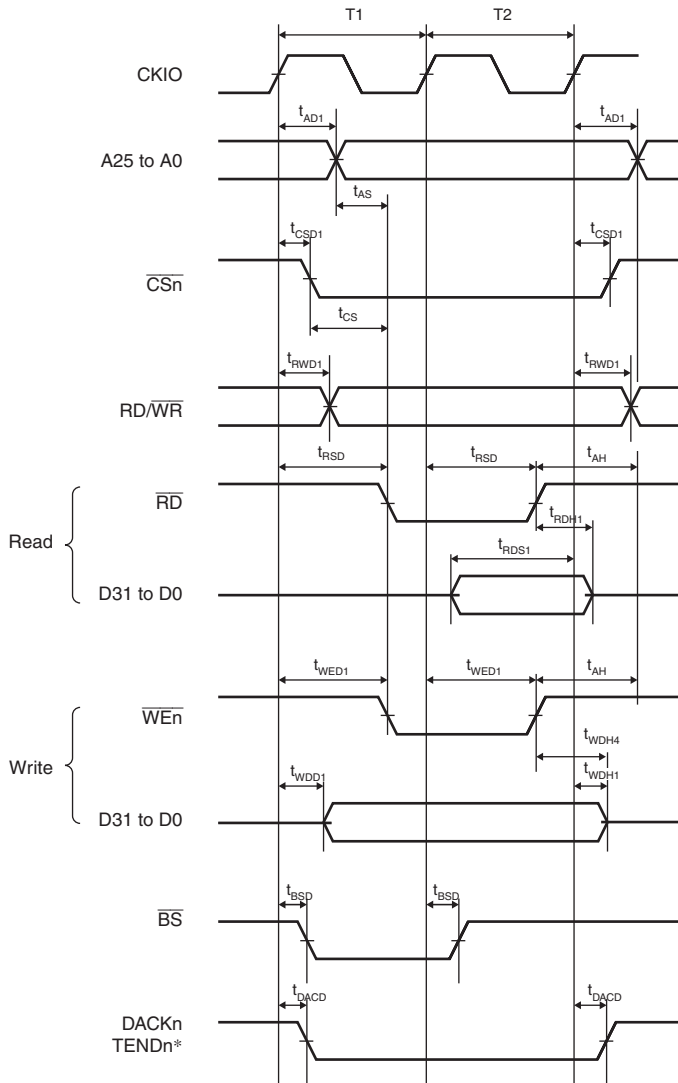 T1 T2
CKIO
tAD1 tAD1
A25 to A0
tAS
tCSD1 tCSD1
CSn
tCS
tRWD1 tRWD1
RD/WR
tRSD tRSD tAH
RD
tRDH1
Read
tRDS1
D31 to D0
tWED1 tWED1 tAH
WEn
tWDH4
Write
tWDD1 tWDH1
D31 to D0
tBSD tBSD
BS
tDACD tDACD
DACKn
TENDn*